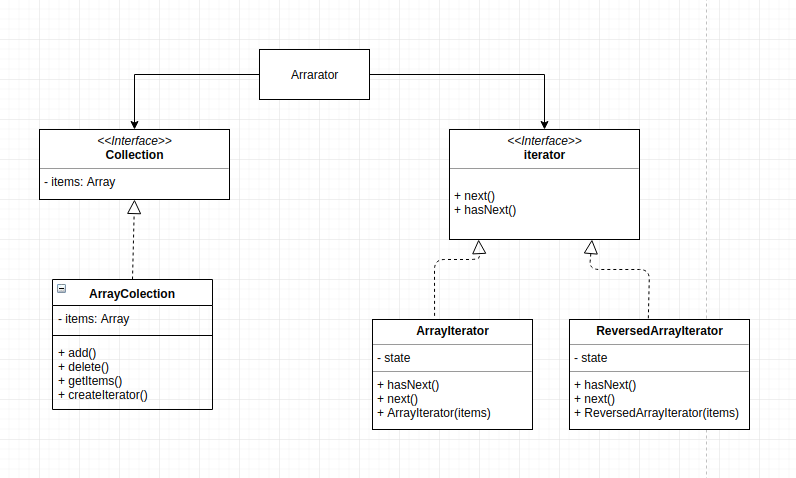 Arrarator
<<Interface>>
Collection
- items: Array
<<Interface>>
iterator
+ next()
+ hasNext()
ArrayColection
- items: Array
+ add()
+ delete()
+ getItems()
+ createIterator()
ArrayIterator
- state
+ hasNext()
+ next()
+ ArrayIterator(items)
ReversedArrayIterator
- state
+ hasNext()
+ next()
+ ReversedArrayIterator(items)